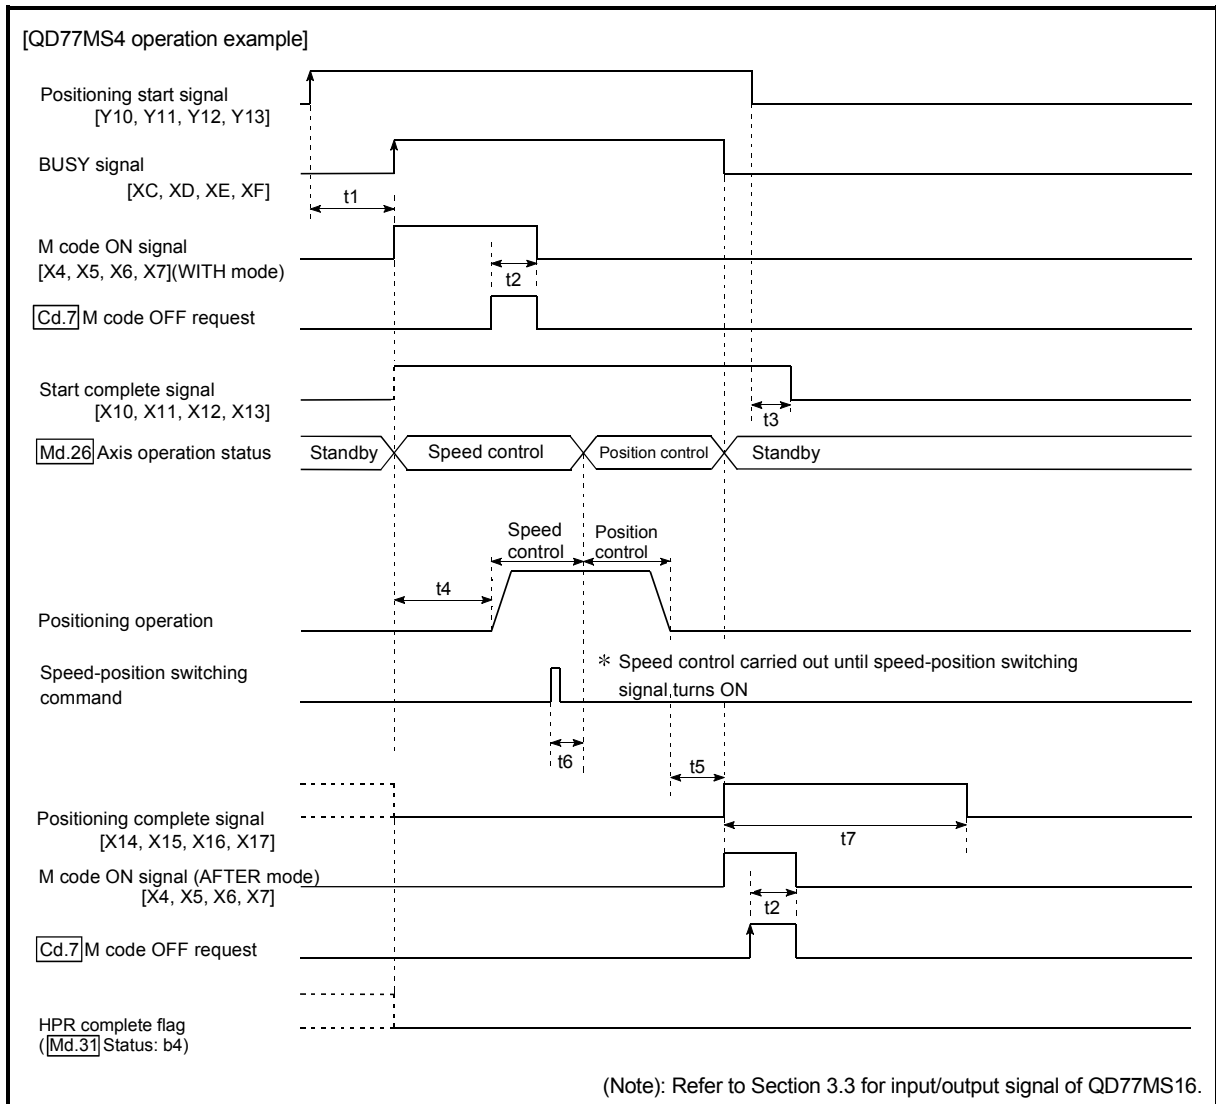 [QD77MS4 operation example]
Positioning start signal
[Y10, Y11, Y12, Y13]
BUSY signal
[XC, XD, XE, XF]
t1
M code ON signal
[X4, X5, X6, X7](WITH mode)
t2
Cd.7 M code OFF request
Start complete signal
[X10, X11, X12, X13]
t3
Md.26 Axis operation status
Standby
Speed control
Position control
Standby
Speed
control
Position
control
t4
Positioning operation
Speed-position switching
command
* Speed control carried out until speed-position switching
signal turns ON
t6
t5
Positioning complete signal
[X14, X15, X16, X17]
t7
M code ON signal (AFTER mode)
[X4, X5, X6, X7]
t2
Cd.7 M code OFF request
HPR complete flag
( Md.31 Status: b4)
(Note): Refer to Section 3.3 for input/output signal of QD77MS16.